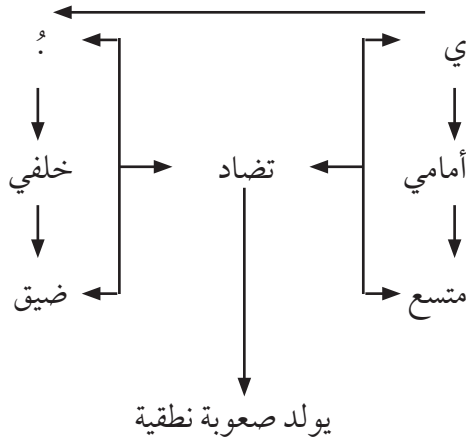 ي ُ:
أمامي تضاد خلفي
متسع ضيق
يولد صعوبة نطقية